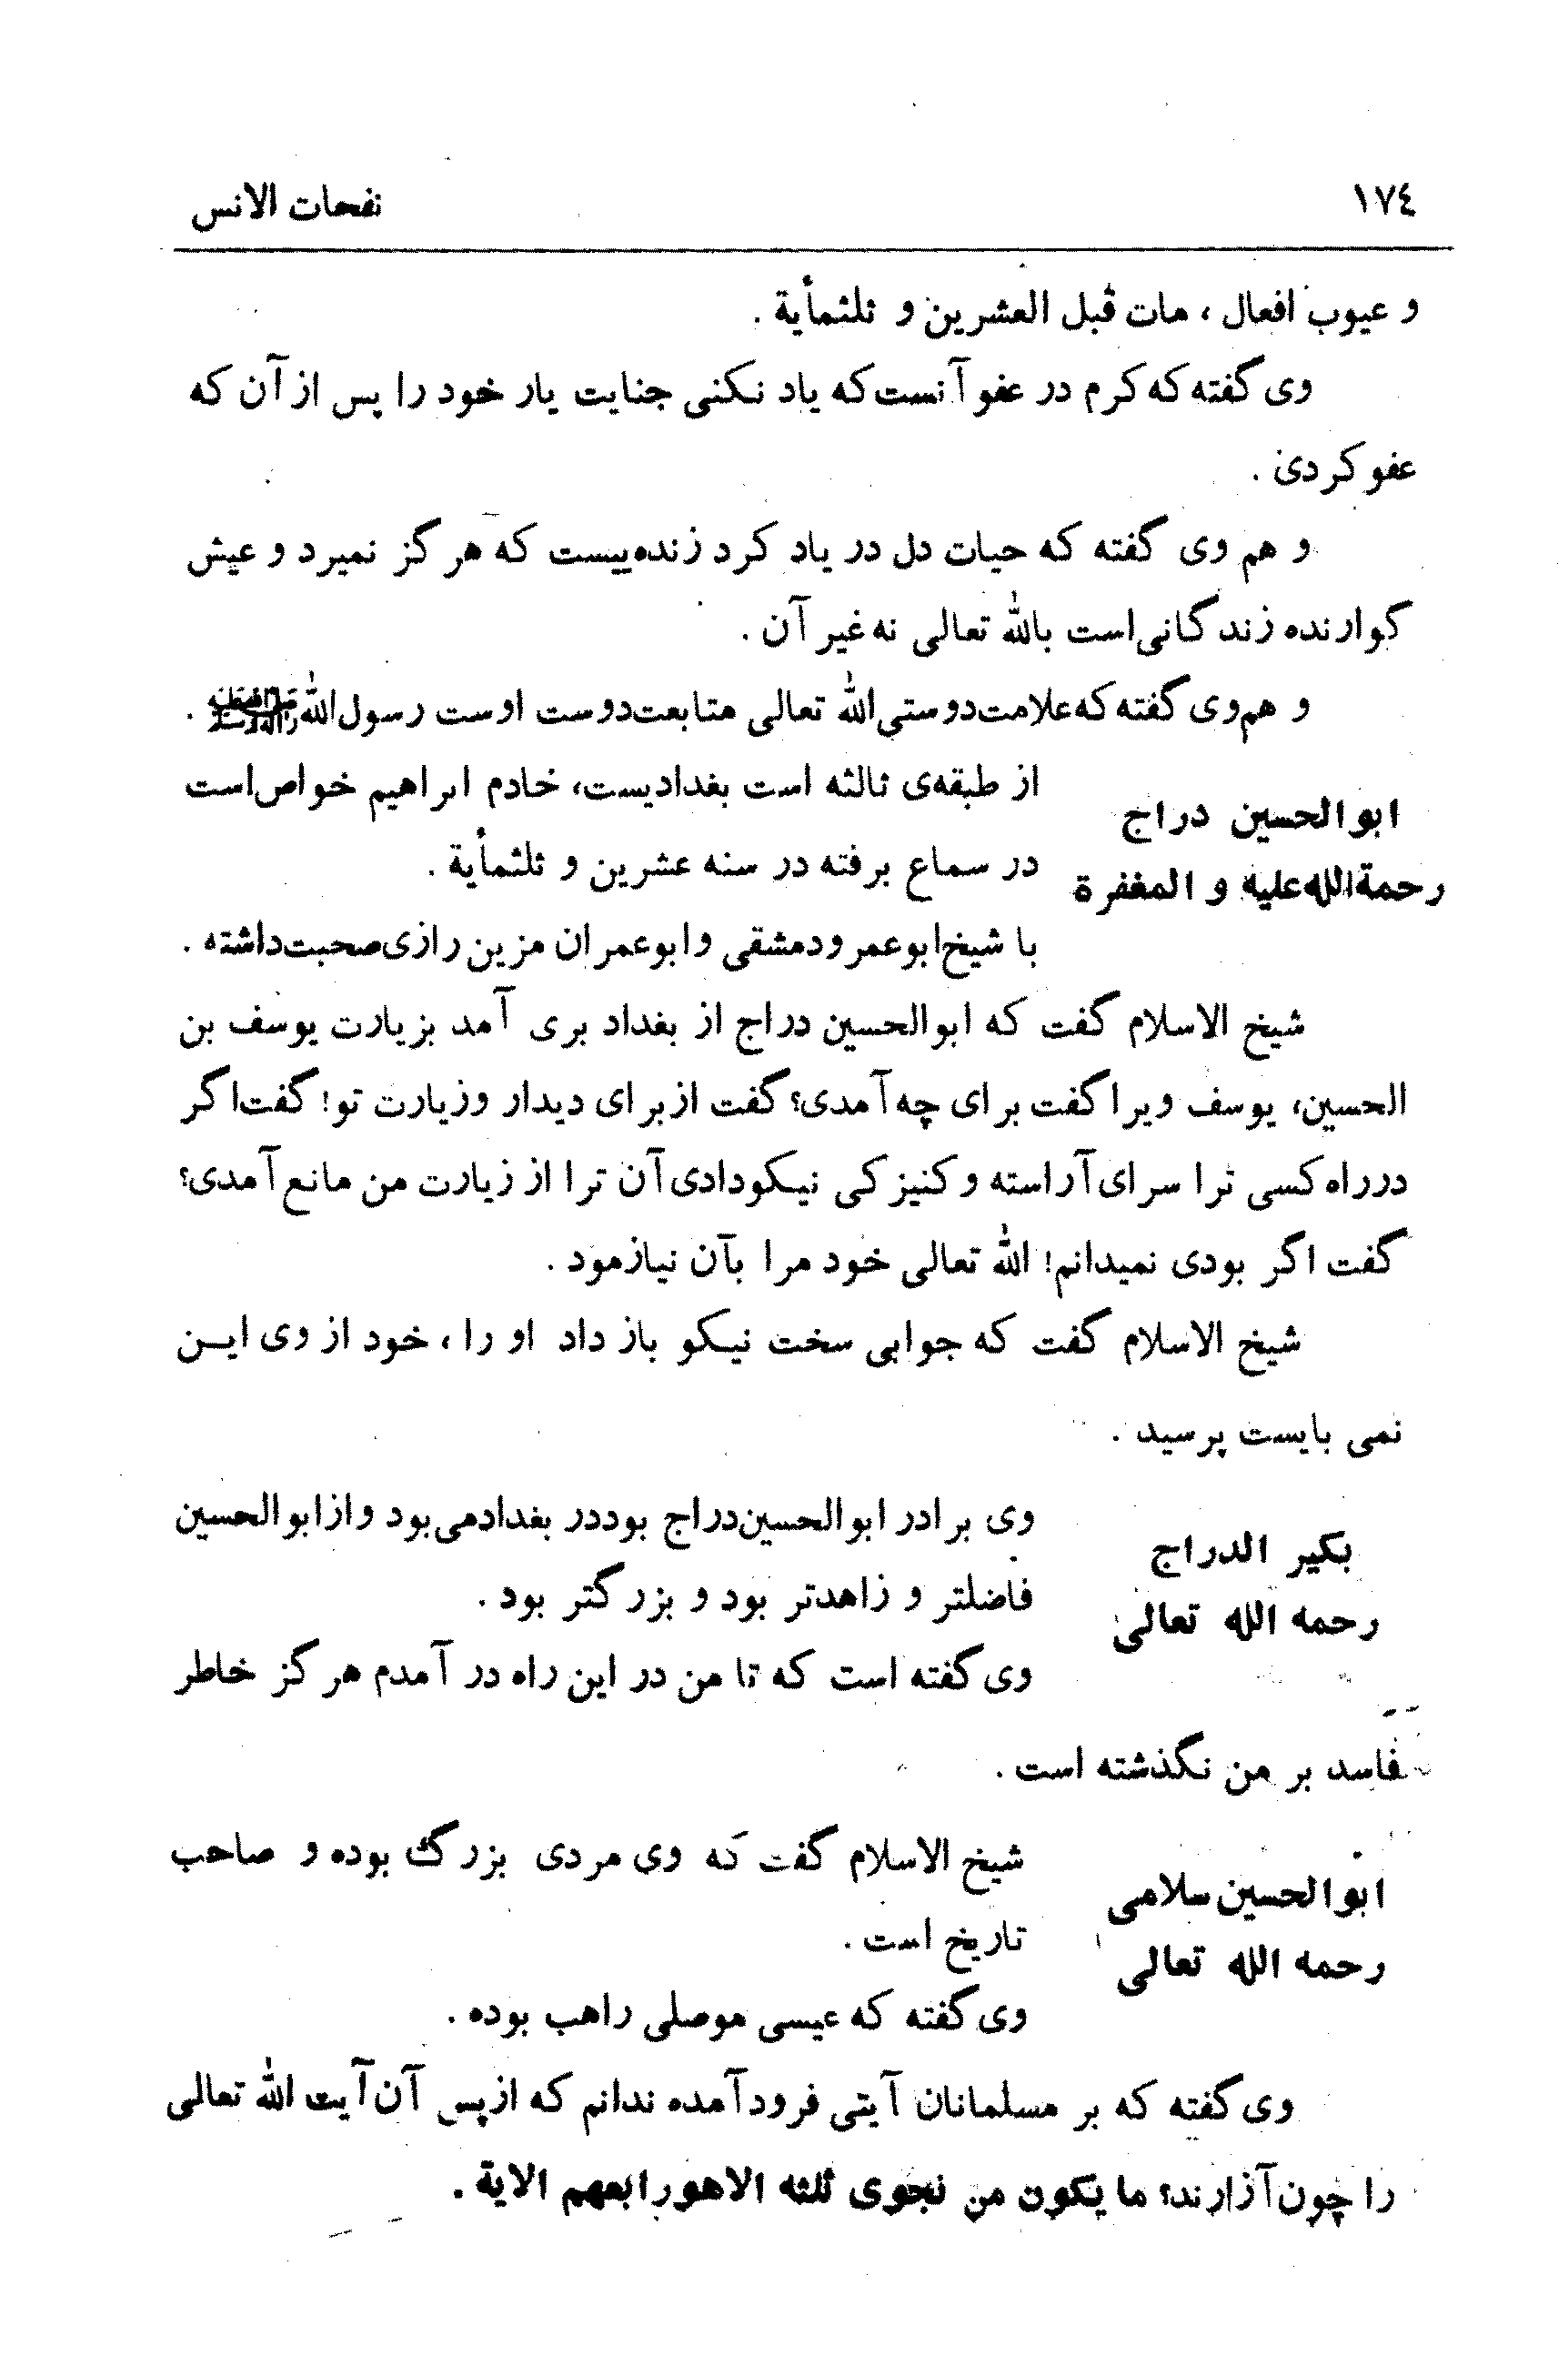 ١٧٤ نفحات الانس
و عیوب افعال ، مات قبل العشرین و ثلثمأیة .
وی گفته که کرم در عفو آنست که یاد نکنی جنایت یار خود را پس از آن که
عفو کردی .
و هم وی گفته که حیات دل در یاد کرد زنده‌ییست که هر گز نمیرد و عیش
گوارنده زندگانی‌است بالله تعالی نه غیر آن .
و هم‌وی گفته که علامت‌دوستی‌الله تعالی متابعت‌دوست اوست رسول‌الله .
ابوالحسین دراج
رحمةالله‌علیه و المغفرة
از طبقه‌ی ثالثه است بغدادیست، خادم ابراهیم خواص‌است
در سماع برفته در سنه عشرین و ثلثمأیة .
با شیخ‌ابوعمرودمشقی و ابوعمران مزین رازی‌صحبت‌داشته .
شیخ الاسلام گفت که ابوالحسین دراج از بغداد بری آمد بزیارت یوسف بن
الحسین، یوسف ویرا گفت برای چه آمدی؟ گفت ازبرای دیدار وزیارت تو! گفت‌اگر
درراه کسی ترا سرای‌آراسته و کنیزکی نیکودادی‌آن ترا از زیارت من مانع آمدی؟
گفت اگر بودی نمیدانم! الله تعالی خود مرا بآن نیازمود .
شیخ الاسلام گفت که جوابی سخت نیکو باز داد او را ، خود از وی ایـن
نمی بایست پرسید .
بکیر الدراج
رحمه الله تعالی
وی برادر ابوالحسین‌دراج بوددر بغدادمی‌بود وازابوالحسین
فاضلتر و زاهدتر بود و بزرگتر بود .
وی گفته است که تا من در این راه در آمدم هر گز خاطر
فاسد بر من نگذشته است .
ابوالحسین‌سلامی
رحمه الله تعالی
شیخ الاسلام گفت که وی مردی بزرگ بوده و صاحب
تاریخ است .
وی گفته که عیسی موصلی راهب بوده .
وی گفته که بر مسلمانان آیتی فرودآمده ندانم که ازپس آن‌آیت الله تعالی
را چون‌آزارند؟ ما یکون من نجوی ثلثه الاهورابعهم الایة .